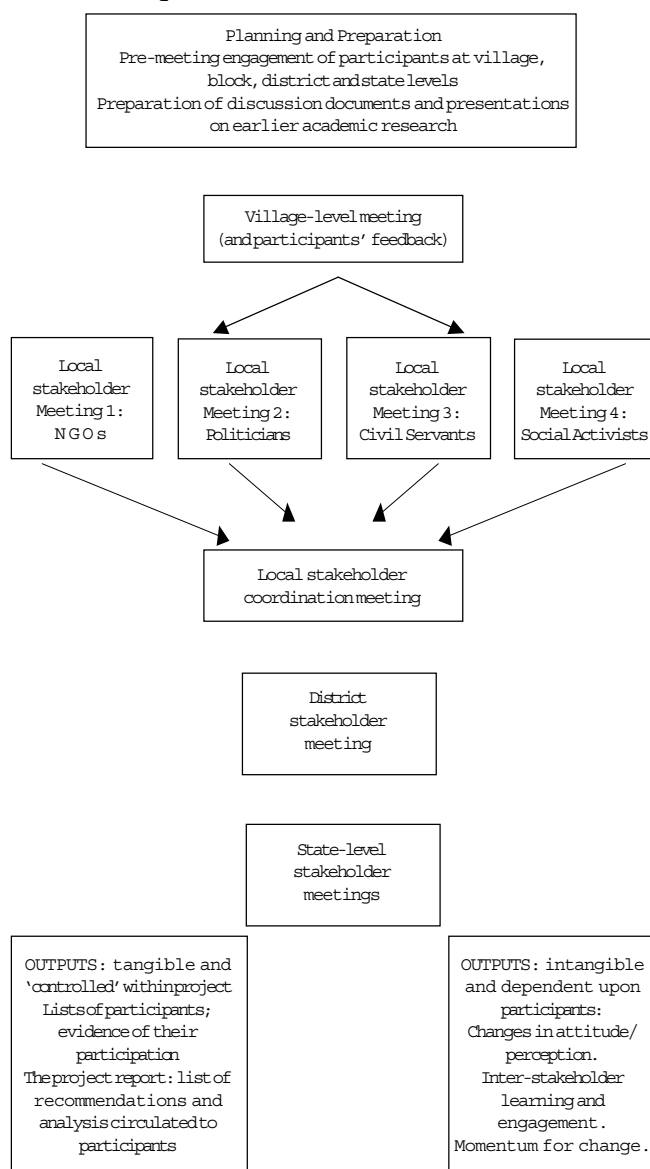 Planning and Preparation
Pre-meeting engagement of participants at village,
block, district and state levels
Preparation of discussion documents and presentations
on earlier academic research
Village-level meeting
(and participants' feedback)
Local
stakeholder
Meeting 1:
NGOs
Local
stakeholder
Meeting 2:
Politicians
Local
stakeholder
Meeting 3:
Civil Servants
Local
stakeholder
Meeting 4:
Social Activists
Local stakeholder
coordination meeting
District
stakeholder
meeting
State-level
stakeholder
meetings
OUTPUTS: tangible and
‘controlled’ within project
Lists of participants;
evidence of their
participation
The project report: list of
recommendations and
analysis circulated to
participants
OUTPUTS: intangible
and dependent upon
participants:
Changes in attitude/
perception.
Inter-stakeholder
learning and
engagement.
Momentum for change.